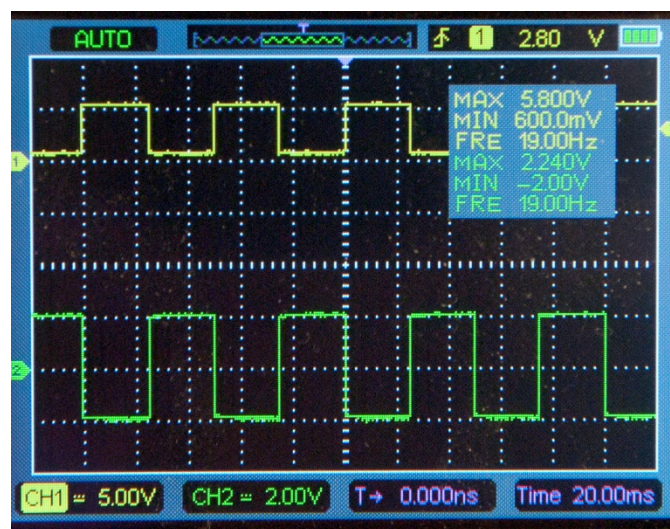 AUTO T 1 2.80 V
MAX 5.800V
MIN 600.0mV
FRE 19.00Hz
MAX 2.240V
MIN -2.00V
FRE 19.00Hz
1
2
CH1 = 5.00V CH2 = 2.00V T→ 0.000ns Time 20.00ms